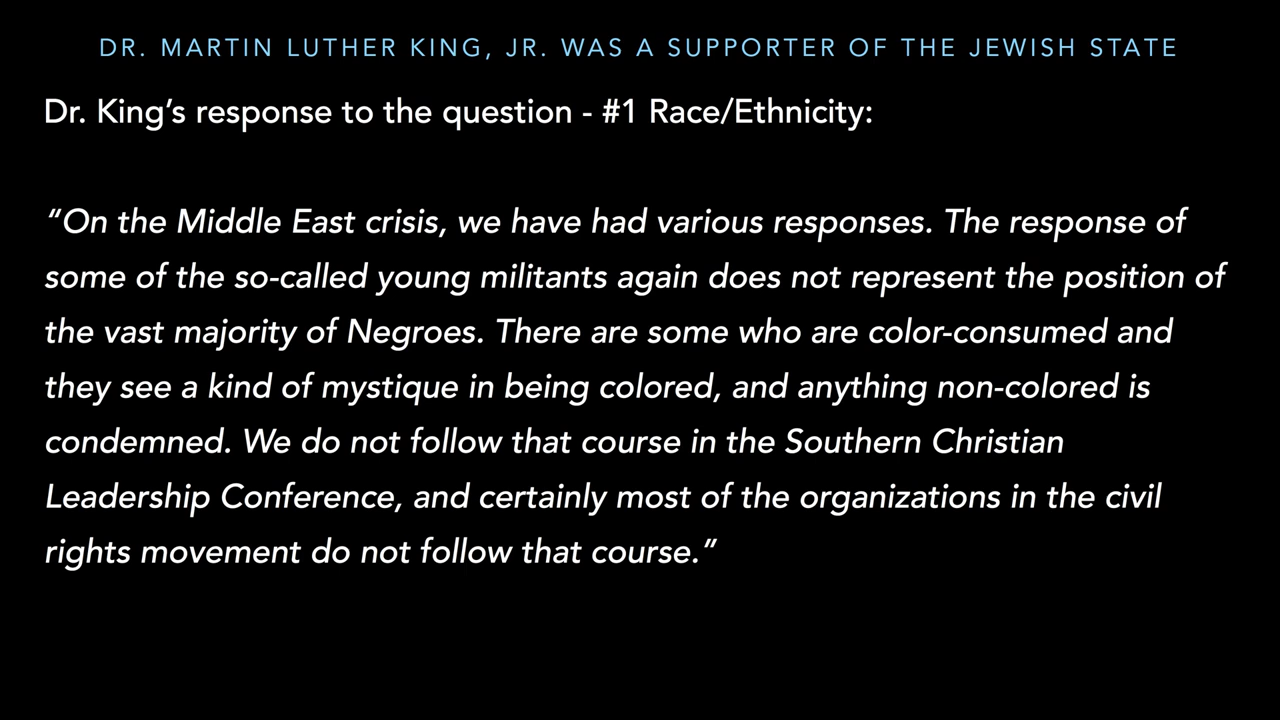 DR. MARTIN LUTHER KING, JR. WAS A SUPPORTER OF THE JEWISH STATE
Dr. King's response to the question - #1 Race/Ethnicity:
“On the Middle East crisis, we have had various responses. The response of
some of the so-called young militants again does not represent the position of
the vast majority of Negroes. There are some who are color-consumed and
they see a kind of mystique in being colored, and anything non-colored is
condemned. We do not follow that course in the Southern Christian
Leadership Conference, and certainly most of the organizations in the civil
rights movement do not follow that course.”